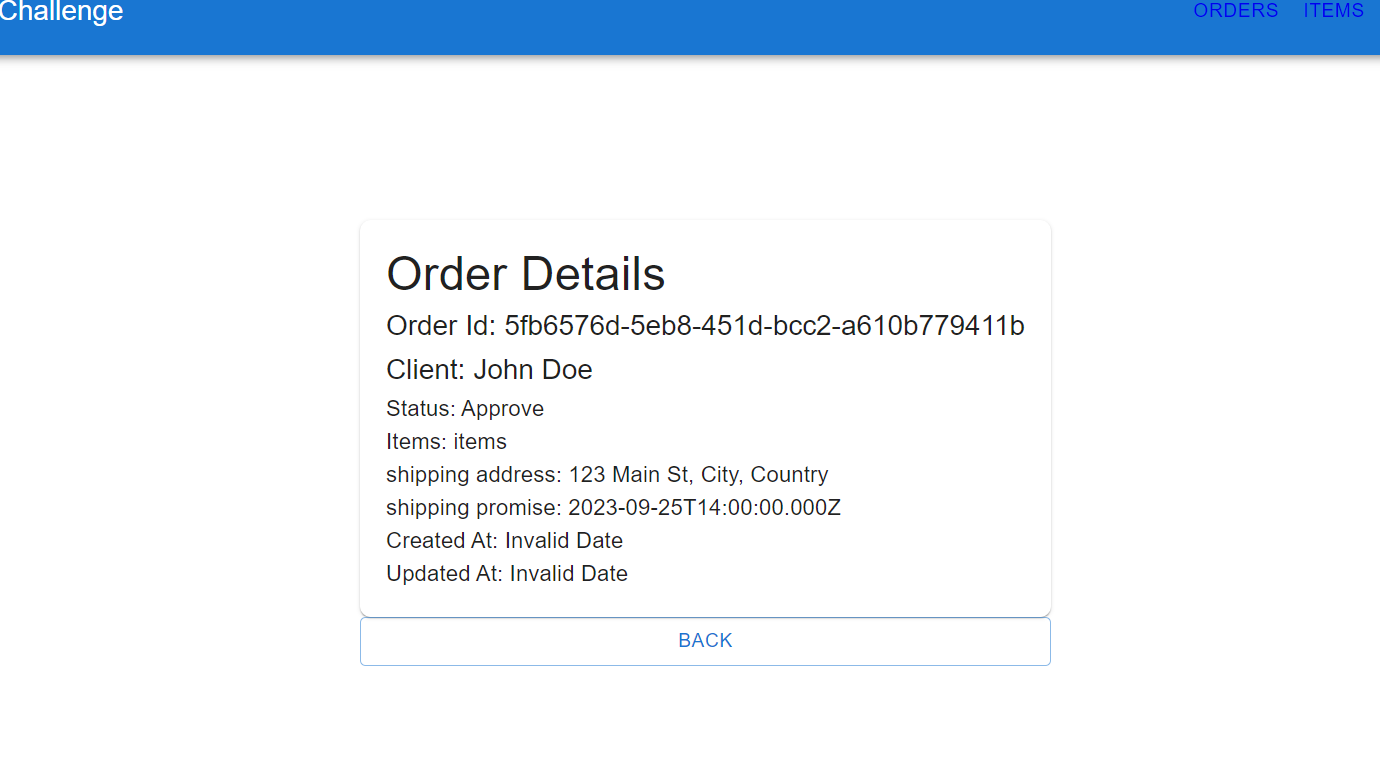 Challenge
ORDERS ITEMS
Order Details
Order Id: 5fb6576d-5eb8-451d-bcc2-a610b779411b
Client: John Doe
Status: Approve
Items: items
shipping address: 123 Main St, City, Country
shipping promise: 2023-09-25T14:00:00.000Z
Created At: Invalid Date
Updated At: Invalid Date
BACK